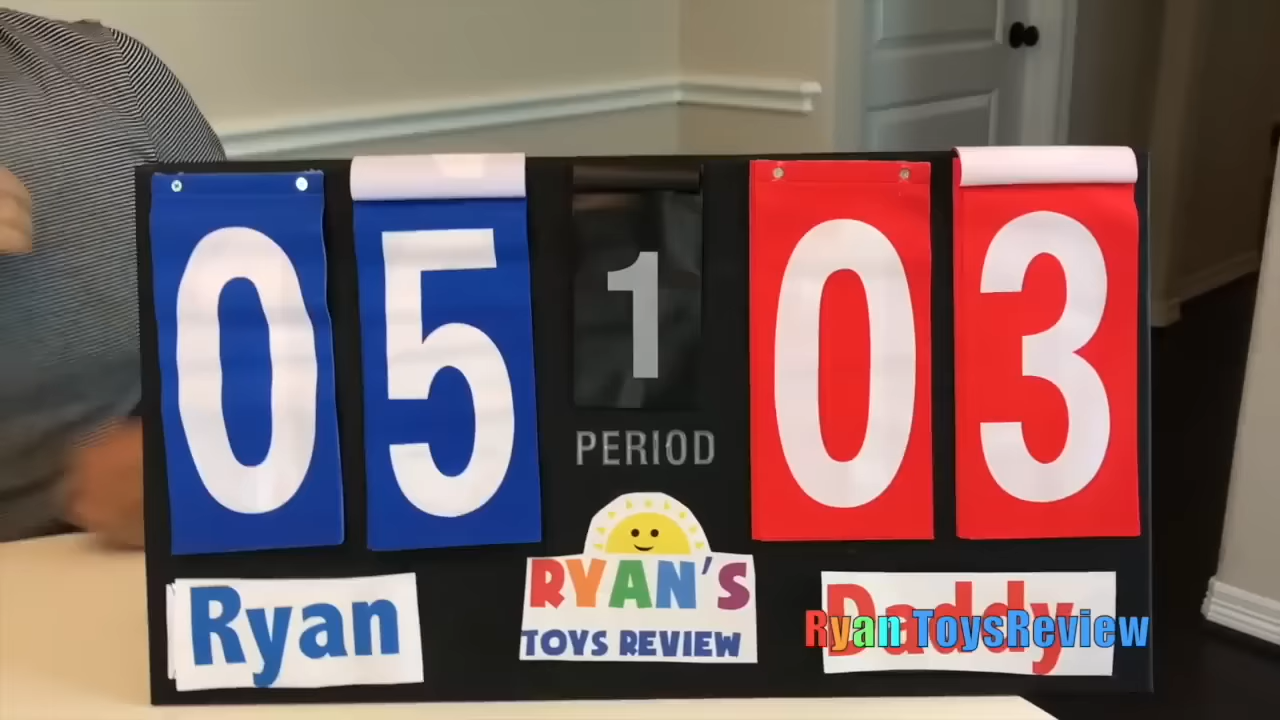 05 1 03
PERIOD
Ryan
RYAN'S
TOYS REVIEW
Daddy
Ryan ToysReview